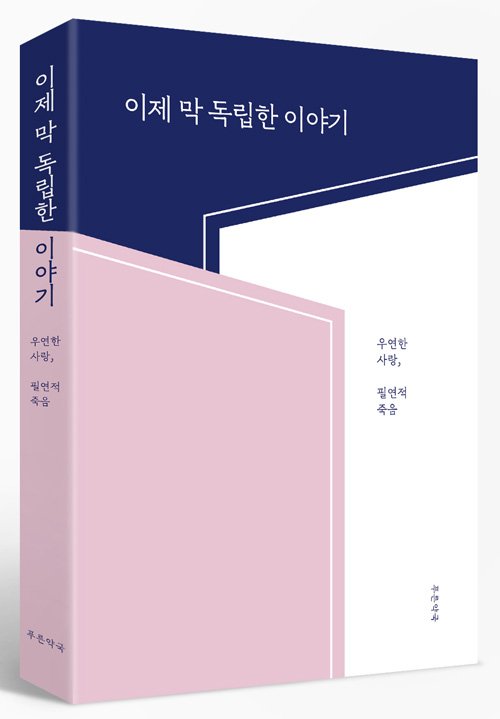 이제 막 독립한 이야기
우연한
사랑,
필연적
죽음
푸른약국
이제 막 독립한 이야기
우연한
사랑,
필연적
죽음
푸른약국